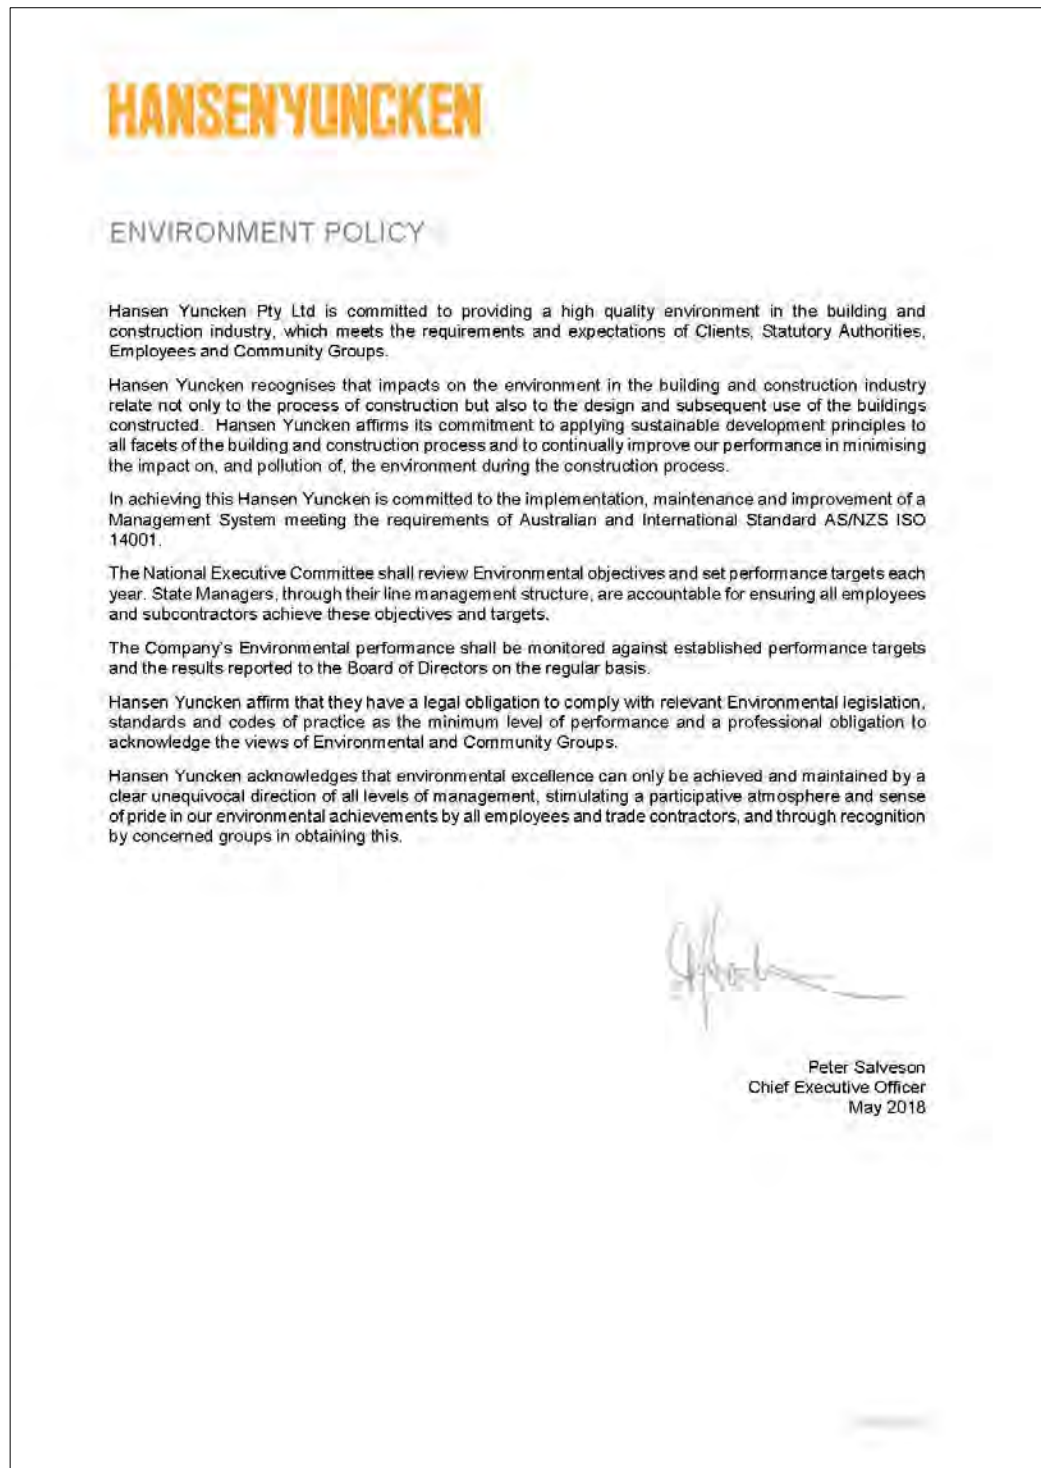 HANSEN YUNCKEN
ENVIRONMENT POLICY
Hansen Yuncken Pty Ltd is committed to providing a high quality environment in the building and
construction industry, which meets the requirements and expectations of Clients, Statutory Authorities,
Employees and Community Groups.
Hansen Yuncken recognises that impacts on the environment in the building and construction industry
relate not only to the process of construction but also to the design and subsequent use of the buildings
constructed. Hansen Yuncken affirms its commitment to applying sustainable development principles to
all facets of the building and construction process and to continually improve our performance in minimising
the impact on, and pollution of, the environment during the construction process.
In achieving this Hansen Yuncken is committed to the implementation, maintenance and improvement of a
Management System meeting the requirements of Australian and International Standard AS/NZS ISO
14001.
The National Executive Committee shall review Environmental objectives and set performance targets each
year. State Managers, through their line management structure, are accountable for ensuring all employees
and subcontractors achieve these objectives and targets.
The Company's Environmental performance shall be monitored against established performance targets
and the results reported to the Board of Directors on the regular basis.
Hansen Yuncken affirm that they have a legal obligation to comply with relevant Environmental legislation,
standards and codes of practice as the minimum level of performance and a professional obligation to
acknowledge the views of Environmental and Community Groups.
Hansen Yuncken acknowledges that environmental excellence can only be achieved and maintained by a
clear unequivocal direction of all levels of management, stimulating a participative atmosphere and sense
of pride in our environmental achievements by all employees and trade contractors, and through recognition
by concerned groups in obtaining this.
Peter Salveson
Chief Executive Officer
May 2018